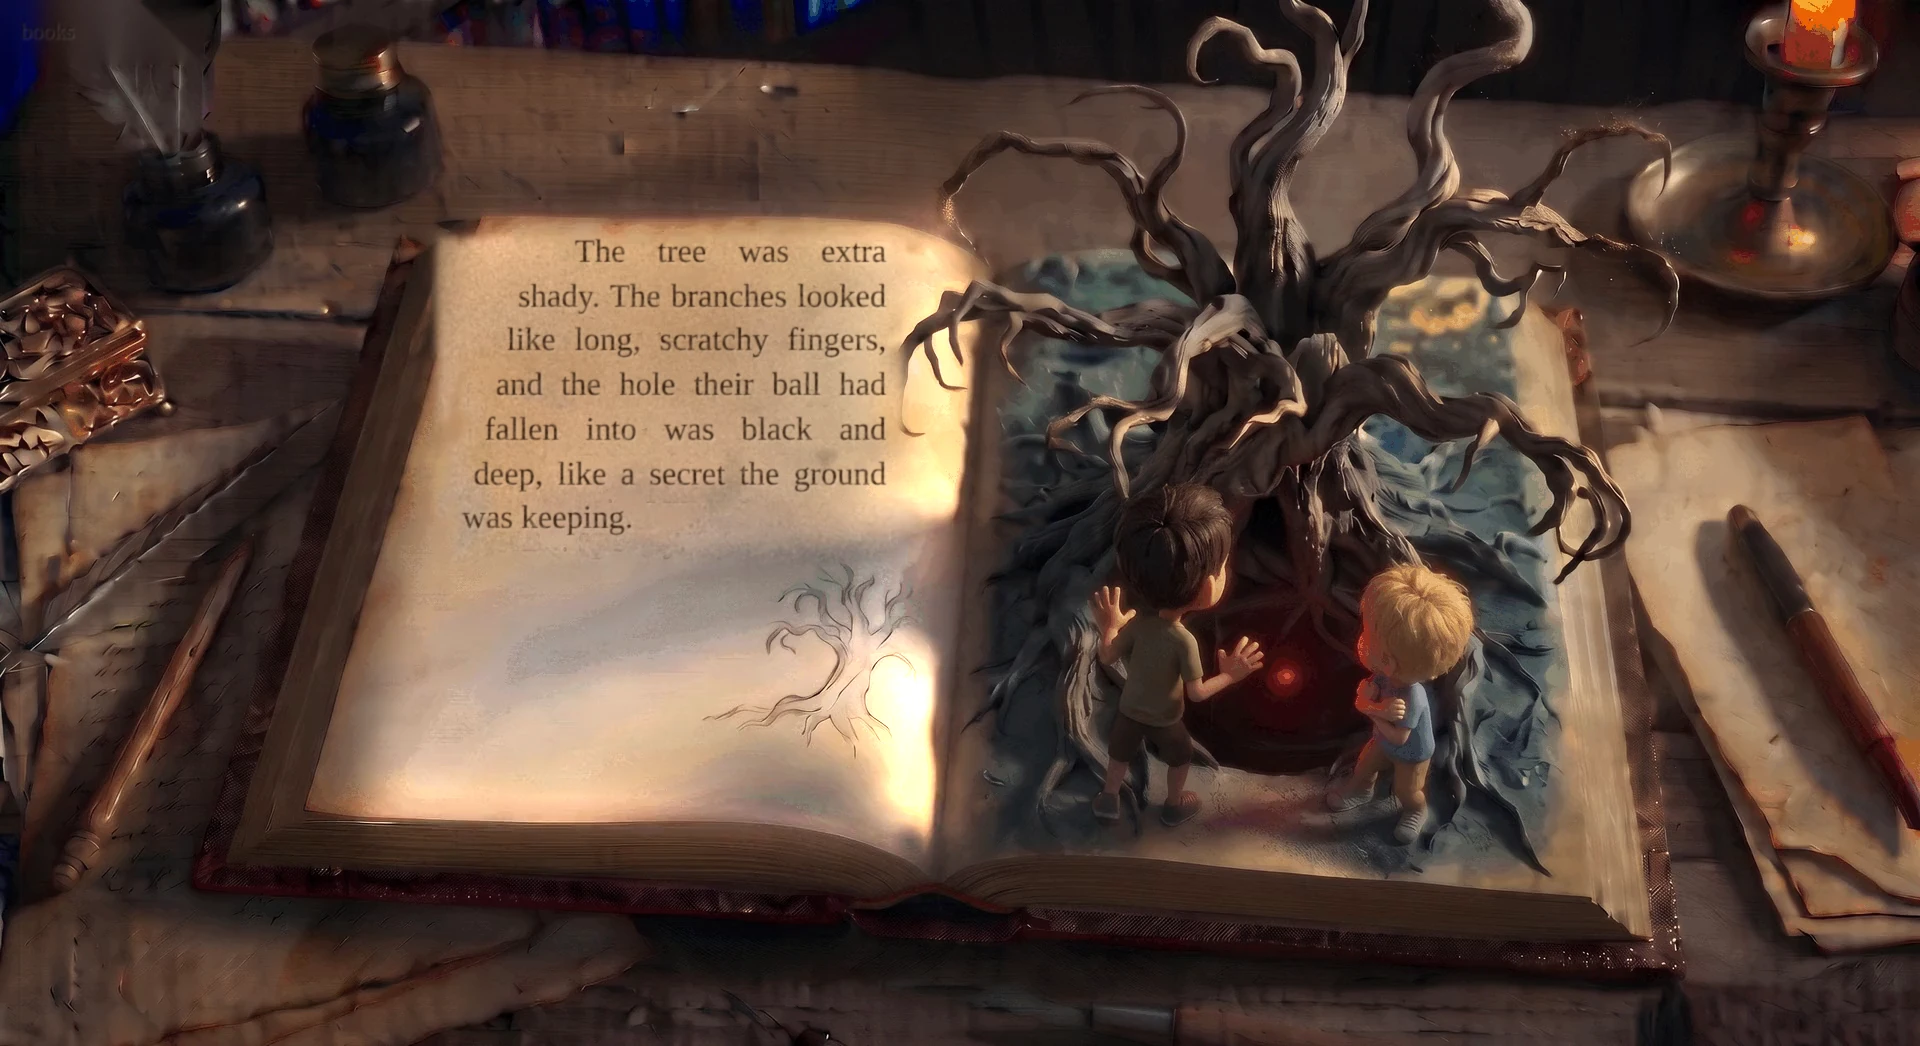 books
The tree was extra
shady. The branches looked
like long, scratchy fingers,
and the hole their ball had
fallen into was black and
deep, like a secret the ground
was keeping.